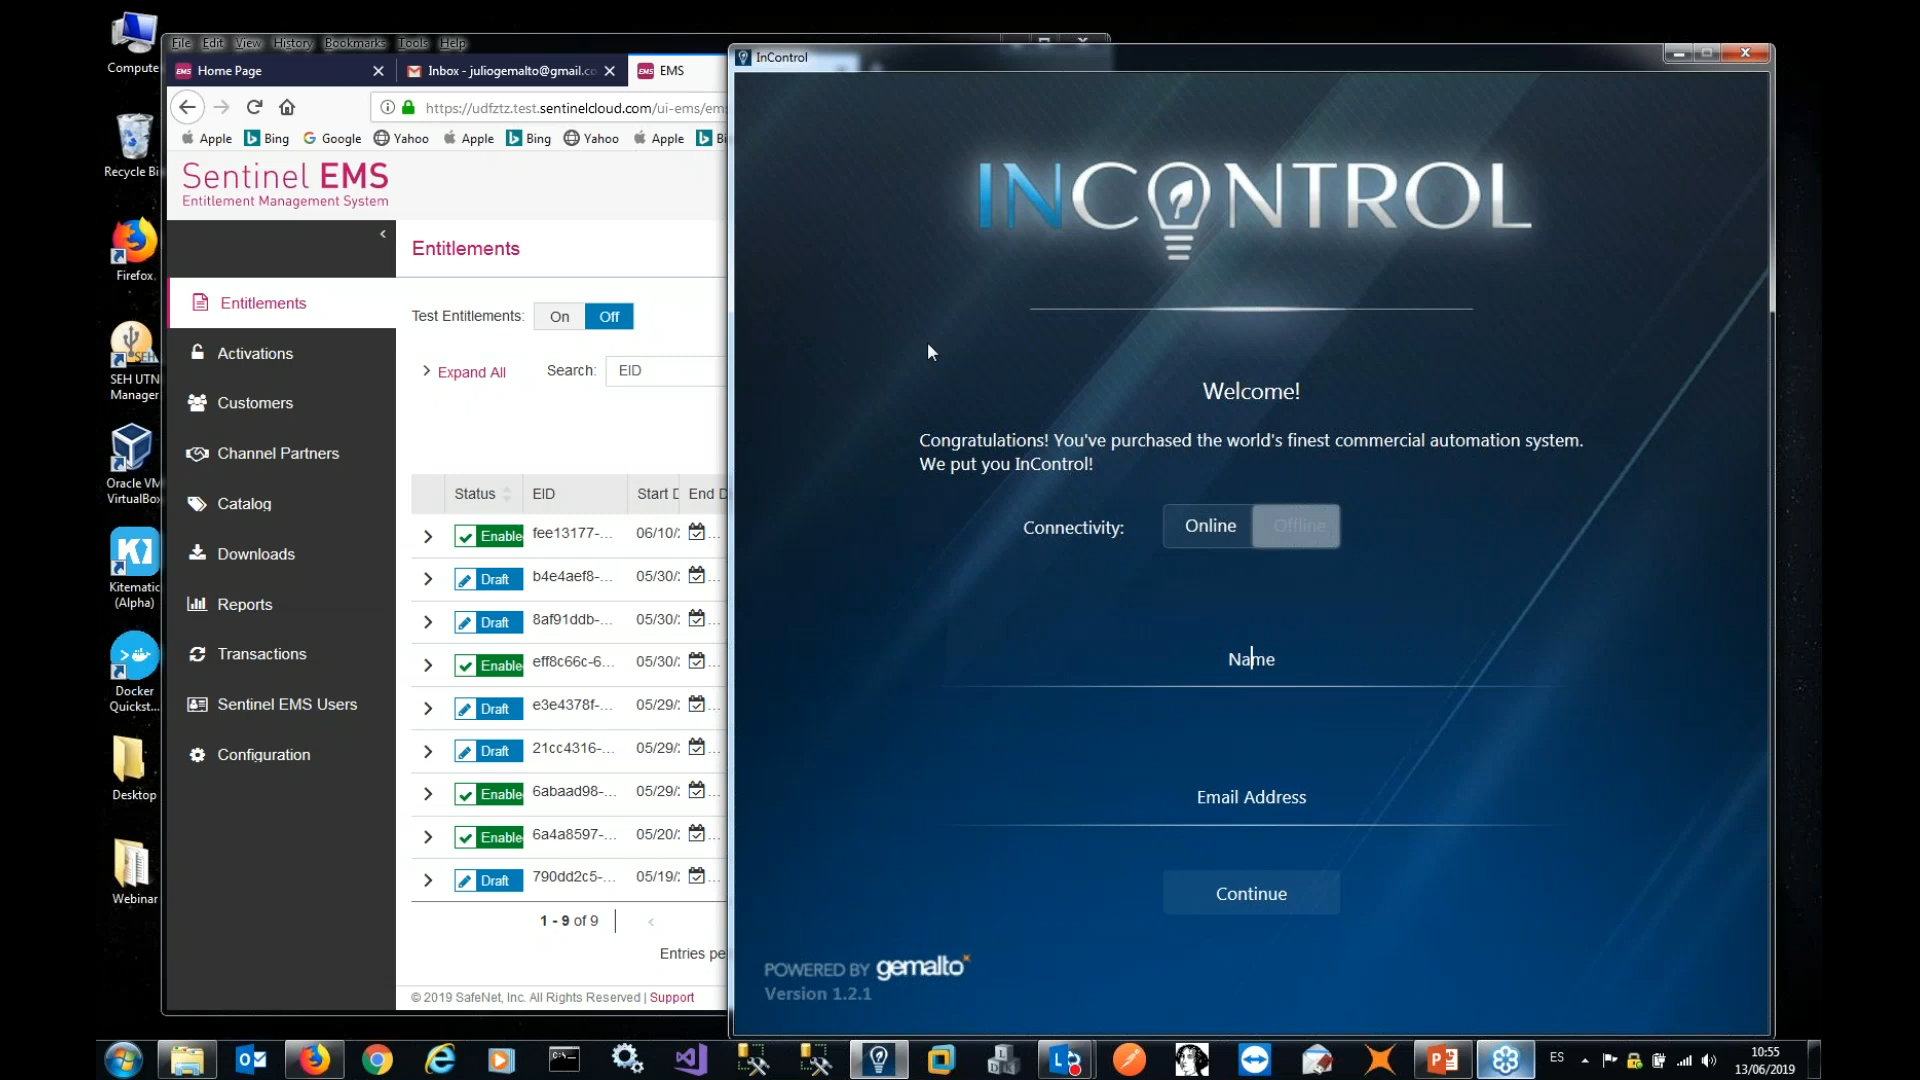 Compute
Recycle Bi
Firefox
SEH UTN
Manager
Oracle VM
VirtualBox
Kitematic
(Alpha)
Docker
Quickst...
Desktop
Webinar
File Edit View History Bookmarks Tools Help
Home Page
Inbox - juliogemalto@gmail.co
EMS
https://udfztz.test.sentinelcloud.com/ui-ems/em
Apple Bing Google Yahoo Apple Bing Yahoo Apple Bi
Sentinel EMS
Entitlement Management System
Entitlements
Activations
Customers
Channel Partners
Catalog
Downloads
Reports
Transactions
Sentinel EMS Users
Configuration
Entitlements
Test Entitlements: On Off
Expand All Search: EID
Status EID Start D End D
Enable fee13177-... 06/10/ ...
Draft b4e4aef8-... 05/30/ ...
Draft 8af91ddb-... 05/30/ ...
Enable eff8c66c-6... 05/30/ ...
Draft e3e4378f-... 05/29/ ...
Draft 21cc4316-... 05/29/ ...
Enable 6abaad98-... 05/29/ ...
Enable 6a4a8597-... 05/20/ ...
Draft 790dd2c5-... 05/19/ ...
1 - 9 of 9
Entries pe
© 2019 SafeNet, Inc. All Rights Reserved | Support
InControl
INCONTROL
Welcome!
Congratulations! You've purchased the world's finest commercial automation system.
We put you InControl!
Connectivity: Online Offline
Name
Email Address
Continue
POWERED BY gemalto
Version 1.2.1
ES
10:55
13/06/2019